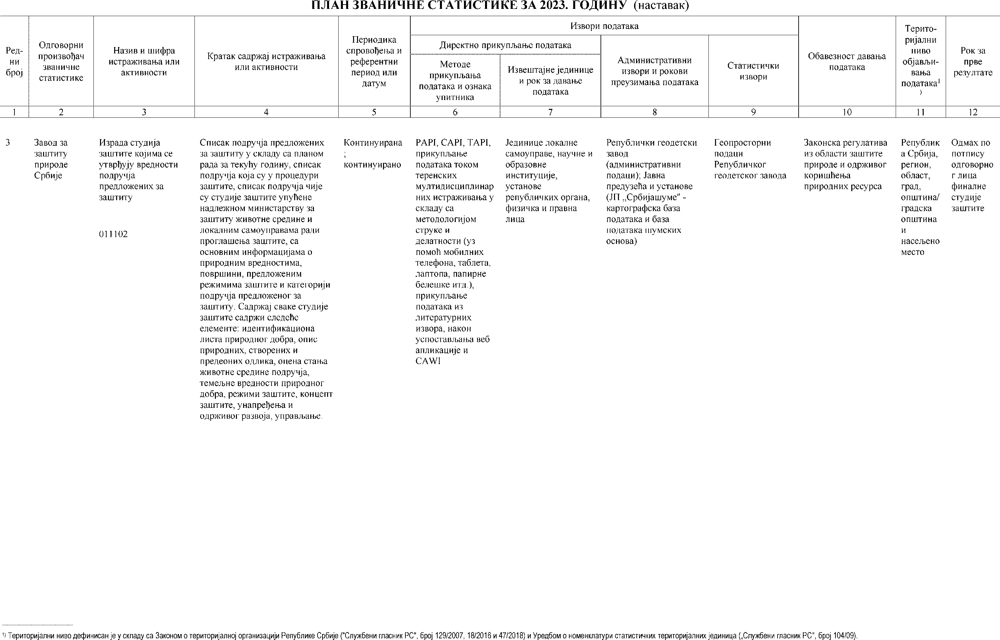 ПЛАН ЗВАНИЧНЕ СТАТИСТИКЕ ЗА 2023. ГОДИНУ (наставак)
Ред-
ни
број
Одговорни
произвођач
званичне
статистике
Назив и шифра
истраживања или
активности
Кратак садржај истраживања
или активности
Периодика
спровођења и
референтни
период или
датум
Извори података
Директно прикупљање података
Методе
прикупљања
података и ознака
упитника
Извештајне јединице
и рок за давање
података
Административни
извори и рокови
преузимања података
Статистички
извори
Обавезност давања
података
Терито-
ријални
ниво
објављи-
вања
података¹
)
Рок за
прве
резултате
1 2 3 4 5 6 7 8 9 10 11 12
3
Завод за
заштиту
природе
Србије
Израда студија
заштите којима се
утврђују вредности
подручја
предложених за
заштиту
011102
Списак подручја предложених
за заштиту у складу са планом
рада за текућу годину, списак
подручја која су у процедури
заштите, списак подручја чије
су студије заштите упућене
надлежном министарству за
заштиту животне средине и
локалним самоуправама ради
проглашења заштите, са
основним информацијама о
природним вредностима,
површини, предложеним
режимима заштите и категорији
подручја предложеног за
заштиту. Садржај сваке студије
заштите садржи следеће
елементе: идентификациона
листа природног добра, опис
природних, створених и
предеоних одлика, оцена стања
животне средине подручја,
темељне вредности природног
добра, режими заштите, концепт
заштите, унапређења и
одрживог развоја, управљање.
Континуирана
;
континуирано
PAPI, CAPI, TAPI,
прикупљање
података током
теренских
мултидисциплинар
них истраживања у
складу са
методологијом
струке и
делатности (уз
помоћ мобилних
телефона, таблета,
лаптопа, папирне
белешке итд.),
прикупљање
података из
литературних
извора, након
успостављања веб
апликације и
CAWI
Јединице локалне
самоуправе, научне и
образовне
институције,
установе
републичких органа,
физичка и правна
лица
Републички геодетски
завод
(административни
подаци); Јавна
предузећа и установе
(ЈП „Србијашуме" -
картографска база
података и база
података шумских
основа)
Геопросторни
подаци
Републичког
геодетског завода
Законска регулатива
из области заштите
природе и одрживог
коришћења
природних ресурса
Републик
а Србија,
регион,
област,
град,
општина/
градска
општина
и
насељено
место
Одмах по
потпису
одговорно
г лица
финалне
студије
заштите
¹⁾ Територијални ниво дефинисан је у складу са Законом о територијалној организацији Републике Србије ("Службени гласник РС", број 129/2007, 18/2016 и 47/2018) и Уредбом о номенклатури статистичких територијалних јединица („Службени гласник РС", број 104/09).